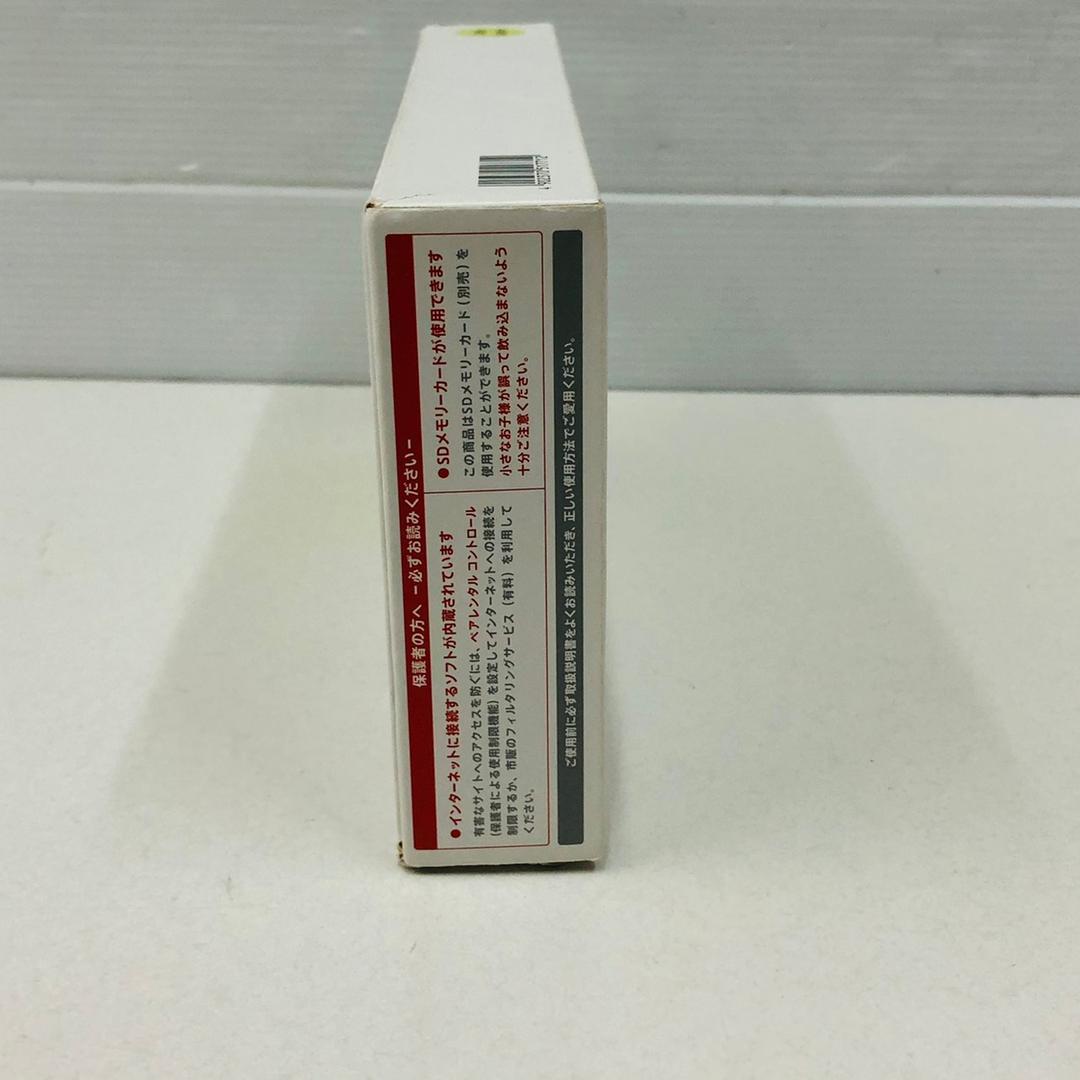 保護者の方へ −必ずお読みください−
●インターネットに接続するソフトが内蔵されています
有害なサイトへのアクセスを防ぐには、ペアレンタルコントロール
(保護者による使用制限機能)を設定してインターネットへの接続を
制限するか、市販のフィルタリングサービス(有料)を利用して
ください。
●SDメモリーカードが使用できます
この商品はSDメモリーカード(別売)を
使用することができます。
小さなお子様が誤って飲み込まないよう
十分ご注意ください。
ご使用前に必ず取扱説明書をよくお読みいただき、正しい使用方法でご愛用ください。